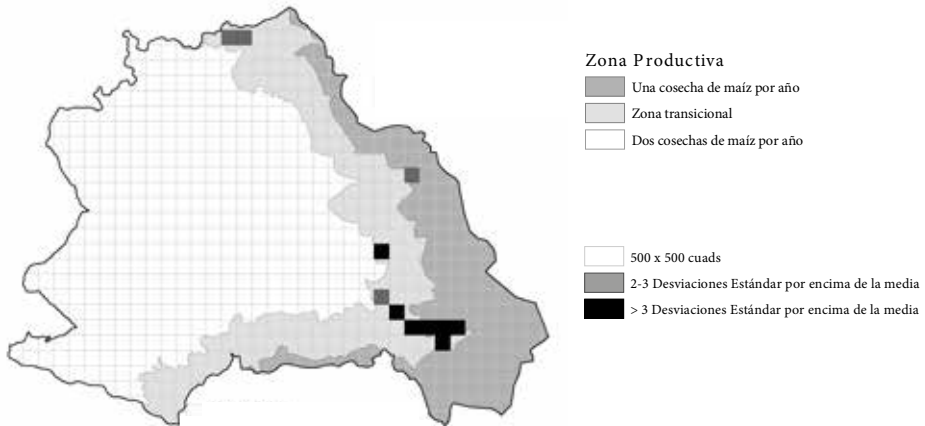 Zona Productiva
Una cosecha de maíz por año
Zona transicional
Dos cosechas de maíz por año
500 x 500 cuads
2-3 Desviaciones Estándar por encima de la media
> 3 Desviaciones Estándar por encima de la media